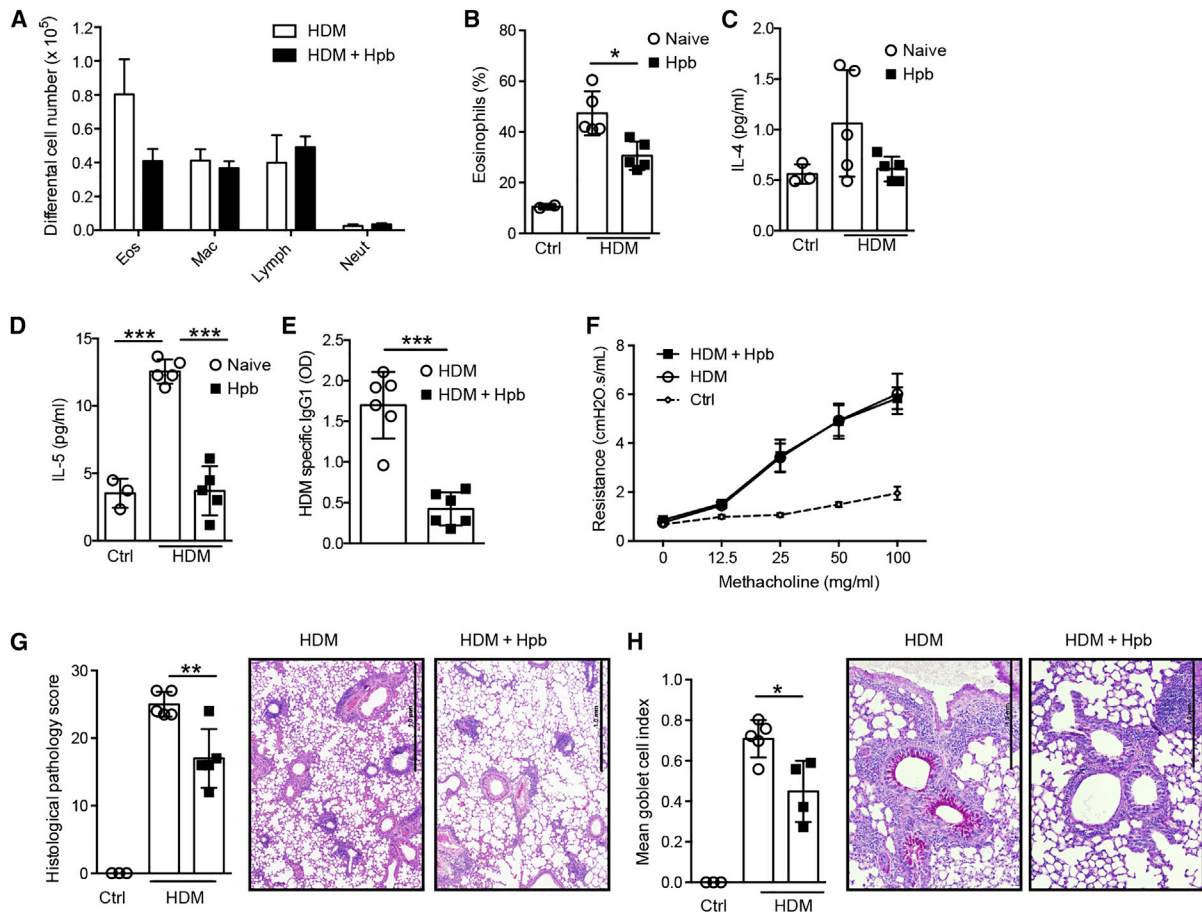 A
Differental cell number (x 10⁵)
1.2
1.0
0.8
0.6
0.4
0.2
0.0
HDM
HDM + Hpb
Eos
Mac
Lymph
Neut
B
Eosinophils (%)
80
60
40
20
0
*
Naive
Hpb
Ctrl
HDM
C
IL-4 (pg/ml)
2.0
1.5
1.0
0.5
0.0
Naive
Hpb
Ctrl
HDM
D
IL-5 (pg/ml)
15
10
5
0
*** ***
Naive
Hpb
Ctrl
HDM
E
HDM specific IgG1 (OD)
2.5
2.0
1.5
1.0
0.5
0.0
***
HDM
HDM + Hpb
F
Resistance (cmH2O.s/mL)
8
6
4
2
0
HDM + Hpb
HDM
Ctrl
0 12.5 25 50 100
Methacholine (mg/ml)
G
Histological pathology score
30
20
10
0
**
Ctrl
HDM
HDM
HDM + Hpb
1.0 mm
1.0 mm
H
Mean goblet cell index
1.0
0.8
0.6
0.4
0.2
0.0
*
Ctrl
HDM
HDM
HDM + Hpb